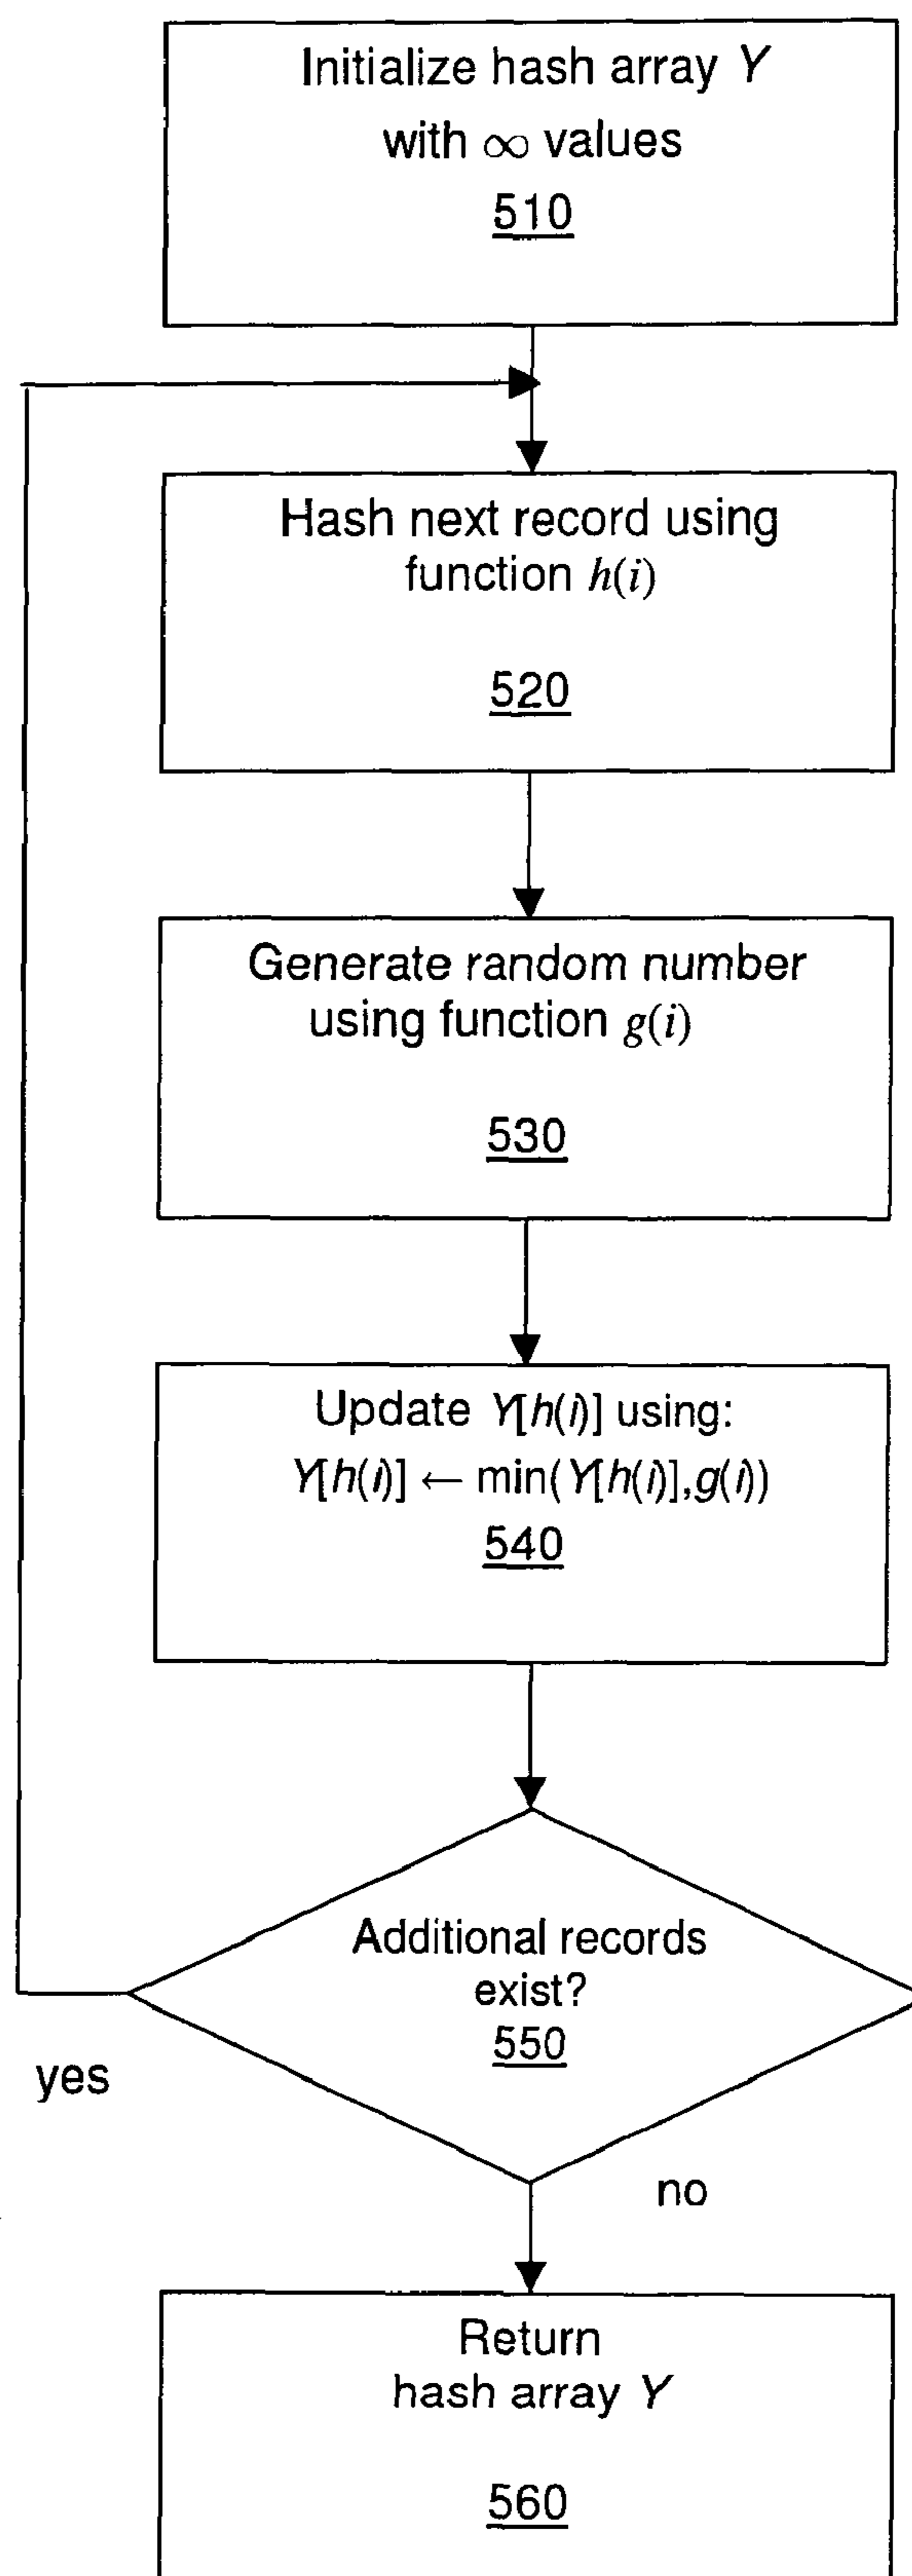 Initialize hash array Y
with ∞ values
510
Hash next record using
function h(i)
520
Generate random number
using function g(i)
530
Update Y[h(i)] using:
Y[h(i)] ← min(Y[h(i)],g(i))
540
Additional records
exist?
550
yes
no
Return
hash array Y
560